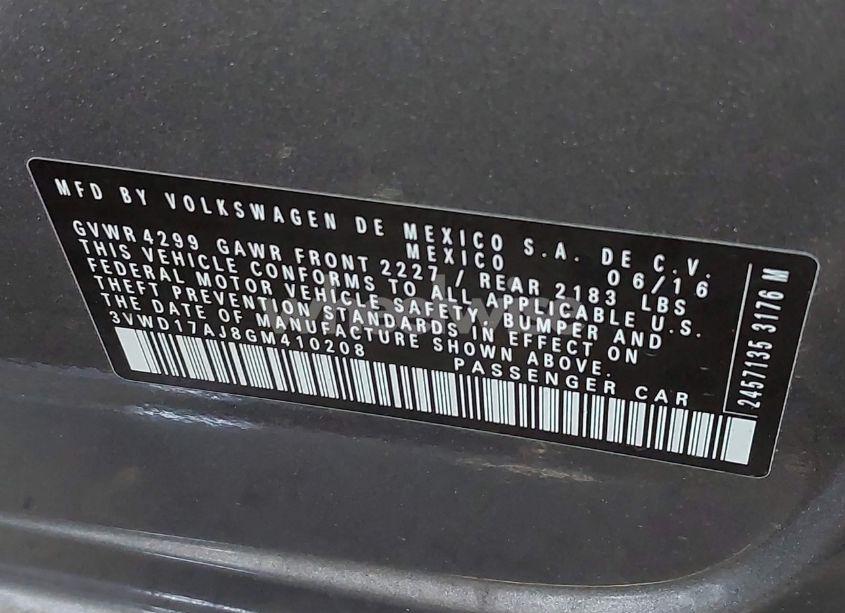 MFD BY VOLKSWAGEN DE MEXICO S.A. DE C.V.
MEXICO 06/16
GVWR 4299 GAWR FRONT 2227 / REAR 2183 LBS
THIS VEHICLE CONFORMS TO ALL APPLICABLE U.S.
FEDERAL MOTOR VEHICLE SAFETY, BUMPER AND
THEFT PREVENTION STANDARDS IN EFFECT ON
THE DATE OF MANUFACTURE SHOWN ABOVE.
3VWD17AJ8GM410208
PASSENGER CAR
2457135 3176 M